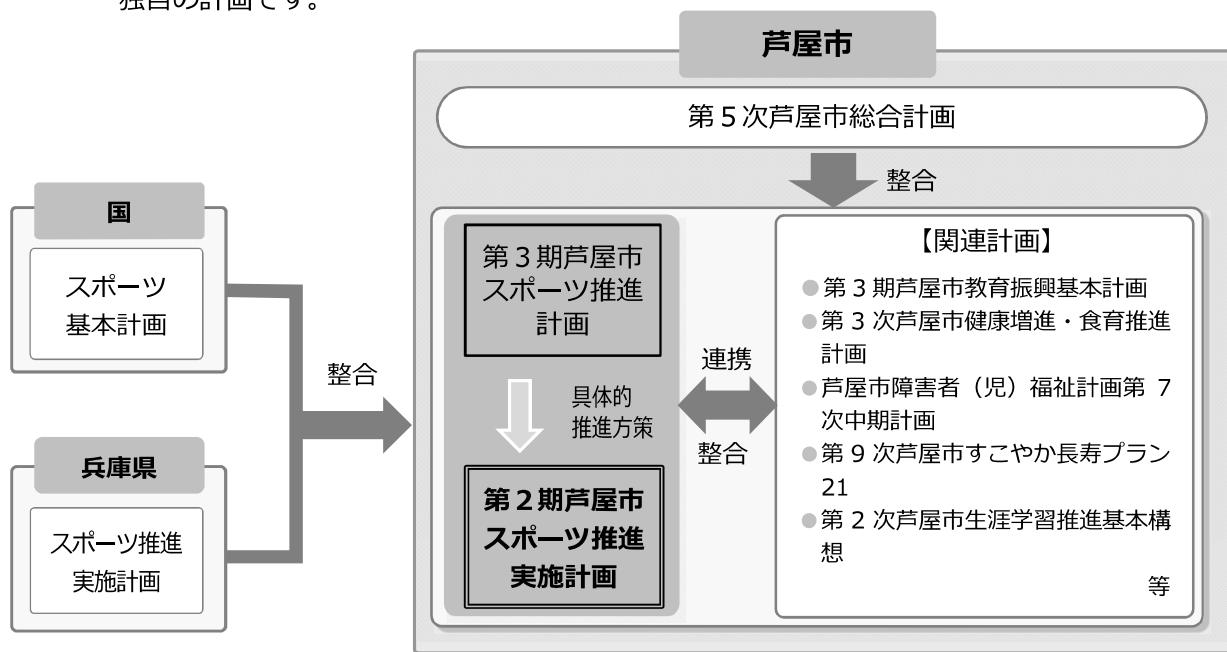 独自の計画です。
芦屋市
第5次芦屋市総合計画
整合
国
スポーツ
基本計画
兵庫県
スポーツ推進
実施計画
整合
第3期芦屋市
スポーツ推進
計画
具体的
推進方策
第2期芦屋市
スポーツ推進
実施計画
連携
整合
【関連計画】
●第3期芦屋市教育振興基本計画
●第3次芦屋市健康増進・食育推進
計画
●芦屋市障害者（児）福祉計画第 7
次中期計画
●第9次芦屋市すこやか長寿プラン
21
●第2次芦屋市生涯学習推進基本構
想
等